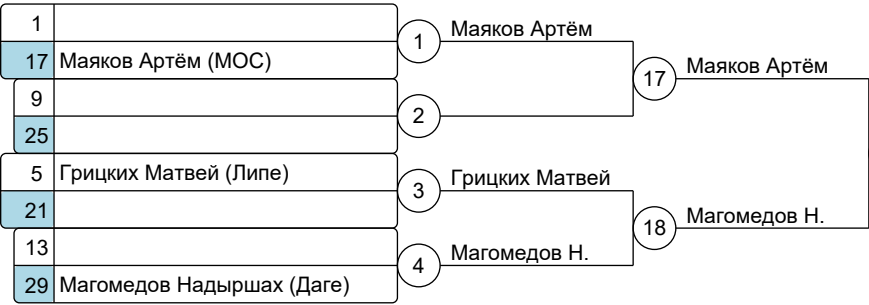 1
17 Маяков Артём (МОС)
9
25
5 Грицких Матвей (Липе)
21
13
29 Магомедов Надыршах (Даге)
1 Маяков Артём
2
3 Грицких Матвей
4 Магомедов Н.
17 Маяков Артём
18 Магомедов Н.